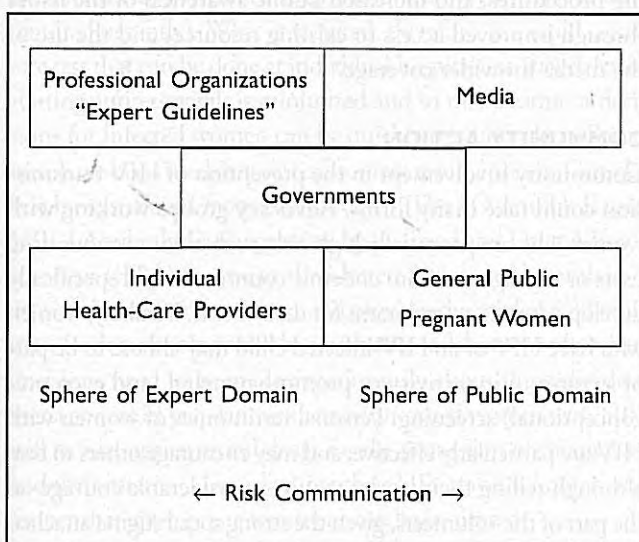 Professional Organizations
“Expert Guidelines”
Media
Governments
Individual
Health-Care Providers
General Public
Pregnant Women
Sphere of Expert Domain
Sphere of Public Domain
← Risk Communication →